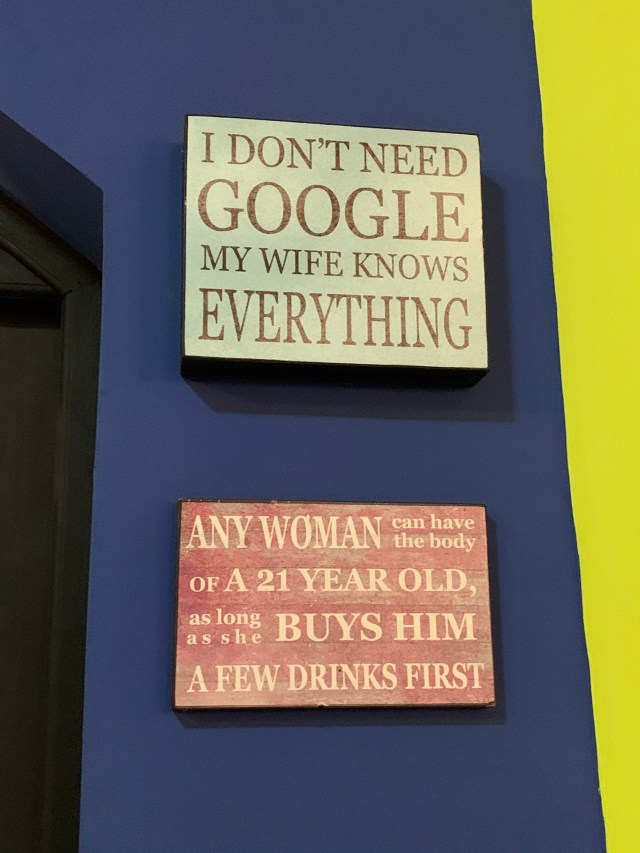 I DON'T NEED
GOOGLE
MY WIFE KNOWS
EVERYTHING
ANY WOMAN can have the body
OF A 21 YEAR OLD,
as long as she BUYS HIM
A FEW DRINKS FIRST